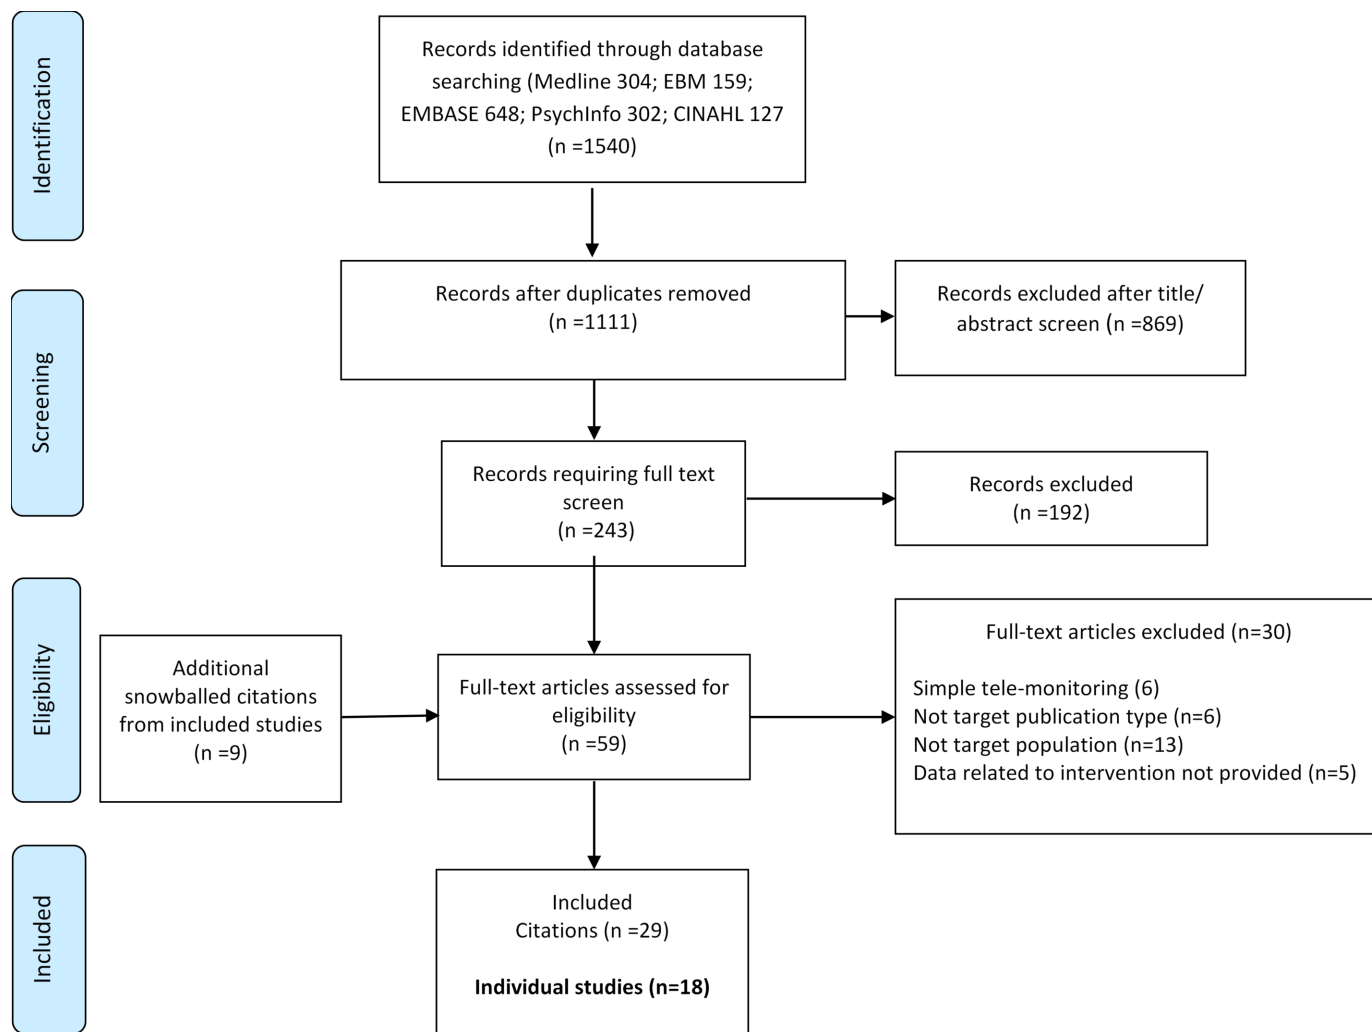 Identification
Records identified through database
searching (Medline 304; EBM 159;
EMBASE 648; PsychInfo 302; CINAHL 127
(n =1540)
Records after duplicates removed
(n =1111)
Records excluded after title/
abstract screen (n =869)
Screening
Records requiring full text
screen
(n =243)
Records excluded
(n =192)
Eligibility
Additional
snowballed citations
from included studies
(n =9)
Full-text articles assessed for
eligibility
(n =59)
Full-text articles excluded (n=30)
Simple tele-monitoring (6)
Not target publication type (n=6)
Not target population (n=13)
Data related to intervention not provided (n=5)
Included
Included
Citations (n =29)
Individual studies (n=18)